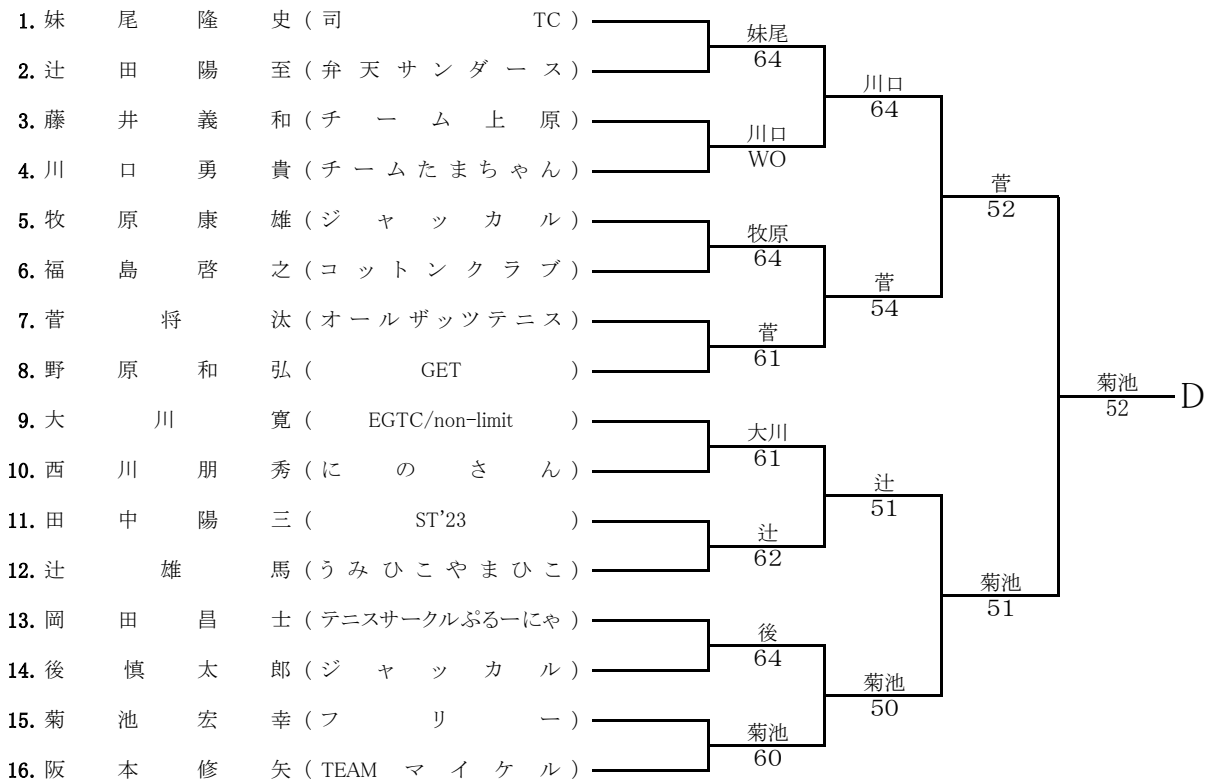 1. 妹尾隆史 (司 TC)
妹尾
64
2. 辻田陽至 (弁天サンダース)
川口
64
3. 藤井義和 (チーム上原)
川口
WO
4. 川口勇貴 (チームたまちゃん)
菅
52
5. 牧原康雄 (ジャッカル)
牧原
64
6. 福島啓之 (コットンクラブ)
菅
54
7. 菅将汰 (オールザッツテニス)
菅
61
8. 野原和弘 (GET)
菊池
52
D
9. 大川寛 (EGTC/non-limit)
大川
61
10. 西川朋秀 (にのさん)
辻
51
11. 田中陽三 (ST'23)
辻
62
12. 辻雄馬 (うみひこやまひこ)
菊池
51
13. 岡田昌士 (テニスサークルぷるーにゃ)
後
64
14. 後慎太郎 (ジャッカル)
菊池
50
15. 菊池宏幸 (フリー)
菊池
60
16. 阪本修矢 (TEAM マイケル)